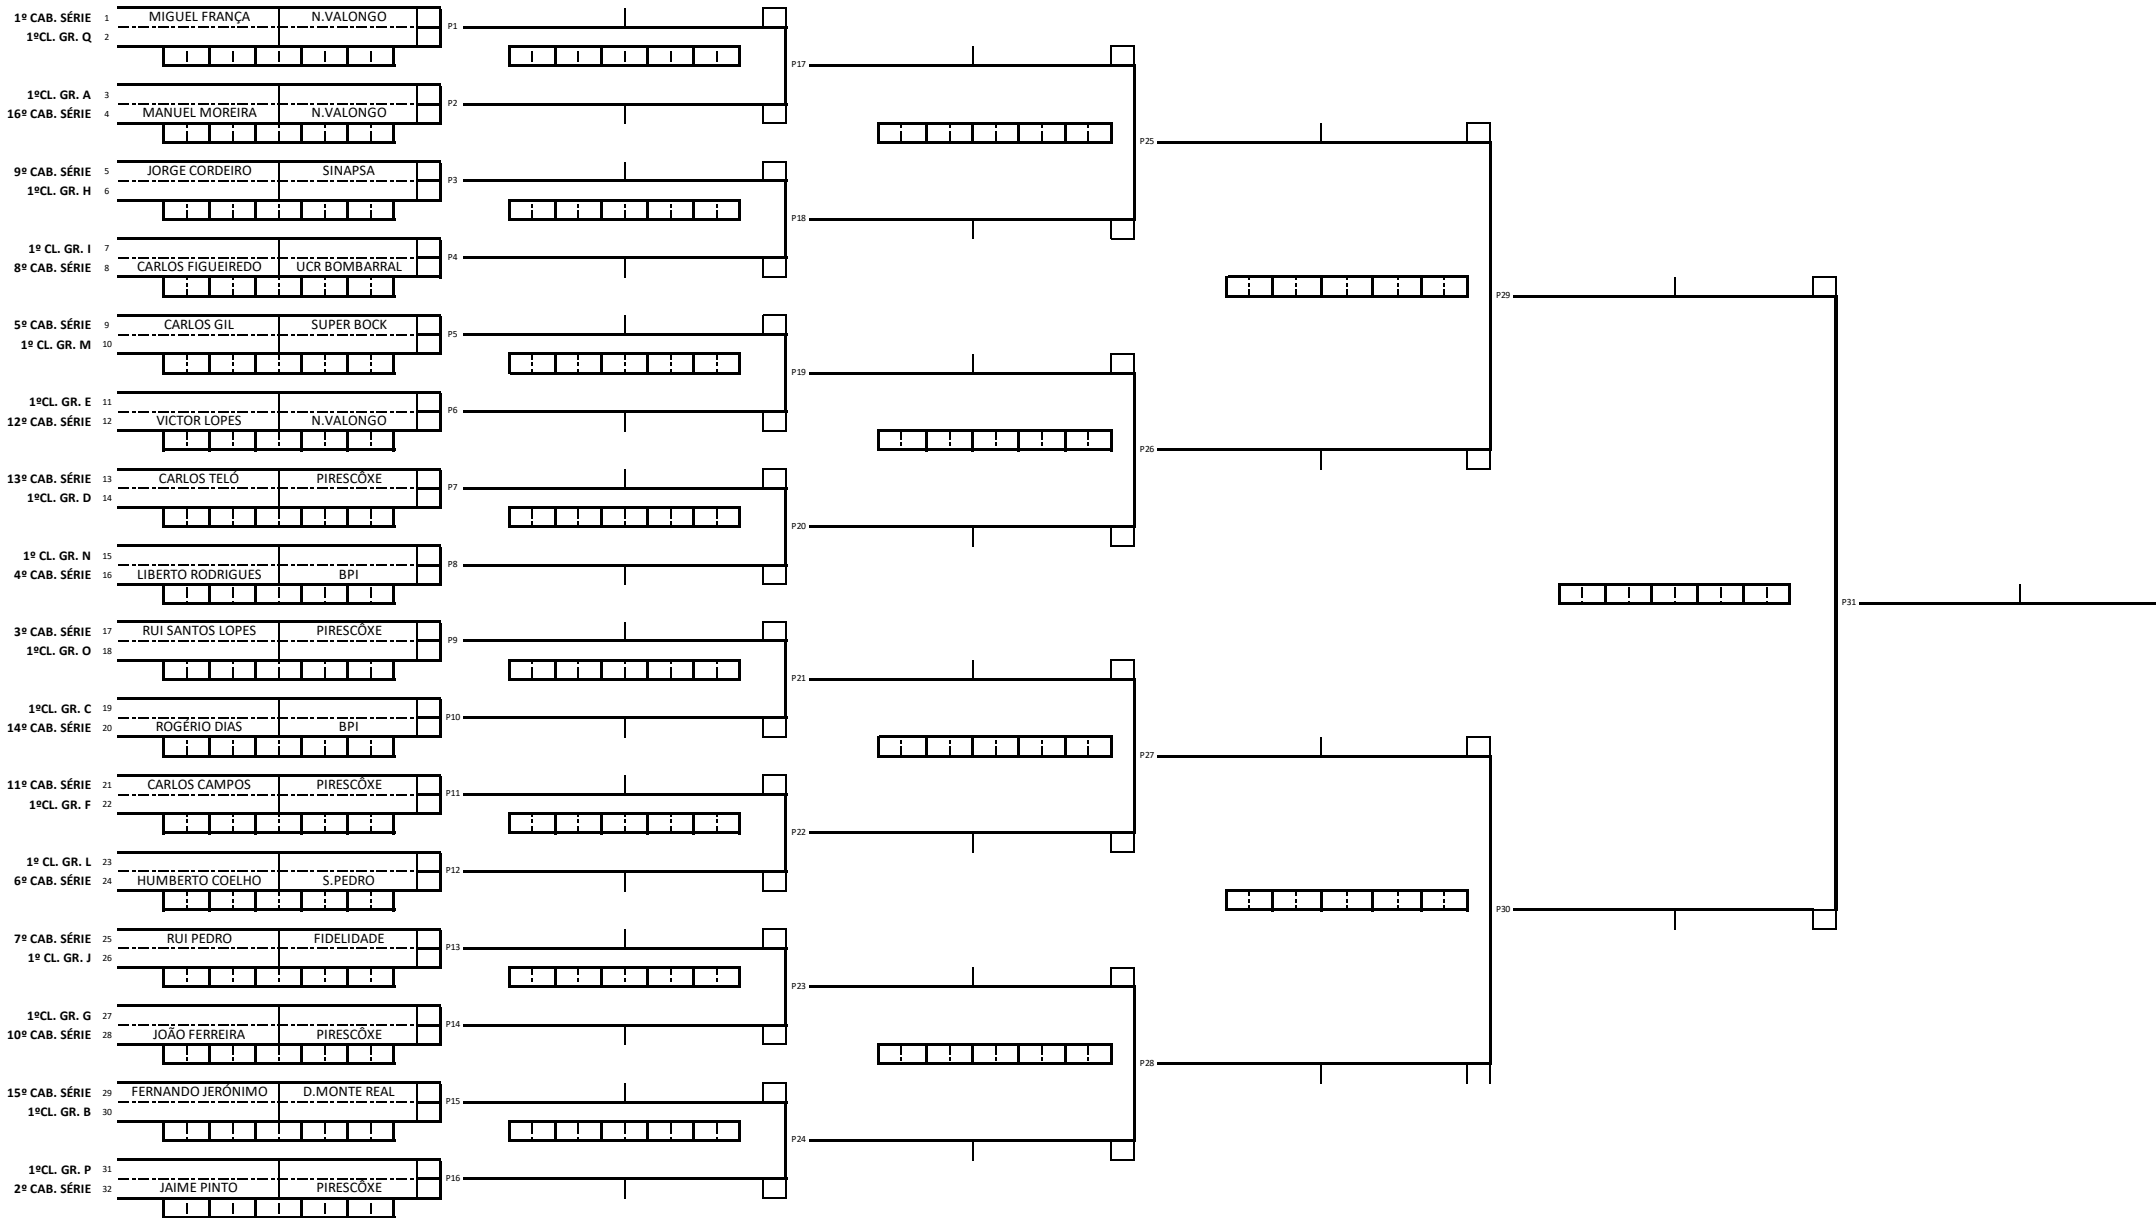 1º CAB. SÉRIE 1 MIGUEL FRANÇA N.VALONGO
P1
1ºCL. GR. Q 2
P17
1ºCL. GR. A 3
P2
16º CAB. SÉRIE 4 MANUEL MOREIRA N.VALONGO
P25
9º CAB. SÉRIE 5 JORGE CORDEIRO SINAPSA
P3
1ºCL. GR. H 6
P18
1º CL. GR. I 7
P4
8º CAB. SÉRIE 8 CARLOS FIGUEIREDO UCR BOMBARRAL
P29
5º CAB. SÉRIE 9 CARLOS GIL SUPER BOCK
P5
1º CL. GR. M 10
P19
1ºCL. GR. E 11
P6
12º CAB. SÉRIE 12 VICTOR LOPES N.VALONGO
P26
13º CAB. SÉRIE 13 CARLOS TELÓ PIRESCÔXE
P7
1ºCL. GR. D 14
P20
1º CL. GR. N 15
P8
4º CAB. SÉRIE 16 LIBERTO RODRIGUES BPI
P31
3º CAB. SÉRIE 17 RUI SANTOS LOPES PIRESCÔXE
P9
1ºCL. GR. O 18
P21
1ºCL. GR. C 19
P10
14º CAB. SÉRIE 20 ROGÉRIO DIAS BPI
P27
11º CAB. SÉRIE 21 CARLOS CAMPOS PIRESCÔXE
P11
1ºCL. GR. F 22
P22
1º CL. GR. L 23
P12
6º CAB. SÉRIE 24 HUMBERTO COELHO S.PEDRO
P30
7º CAB. SÉRIE 25 RUI PEDRO FIDELIDADE
P13
1º CL. GR. J 26
P23
1ºCL. GR. G 27
P14
10º CAB. SÉRIE 28 JOÃO FERREIRA PIRESCÔXE
P28
15º CAB. SÉRIE 29 FERNANDO JERÓNIMO D.MONTE REAL
P15
1ºCL. GR. B 30
P24
1ºCL. GR. P 31
P16
2º CAB. SÉRIE 32 JAIME PINTO PIRESCÔXE